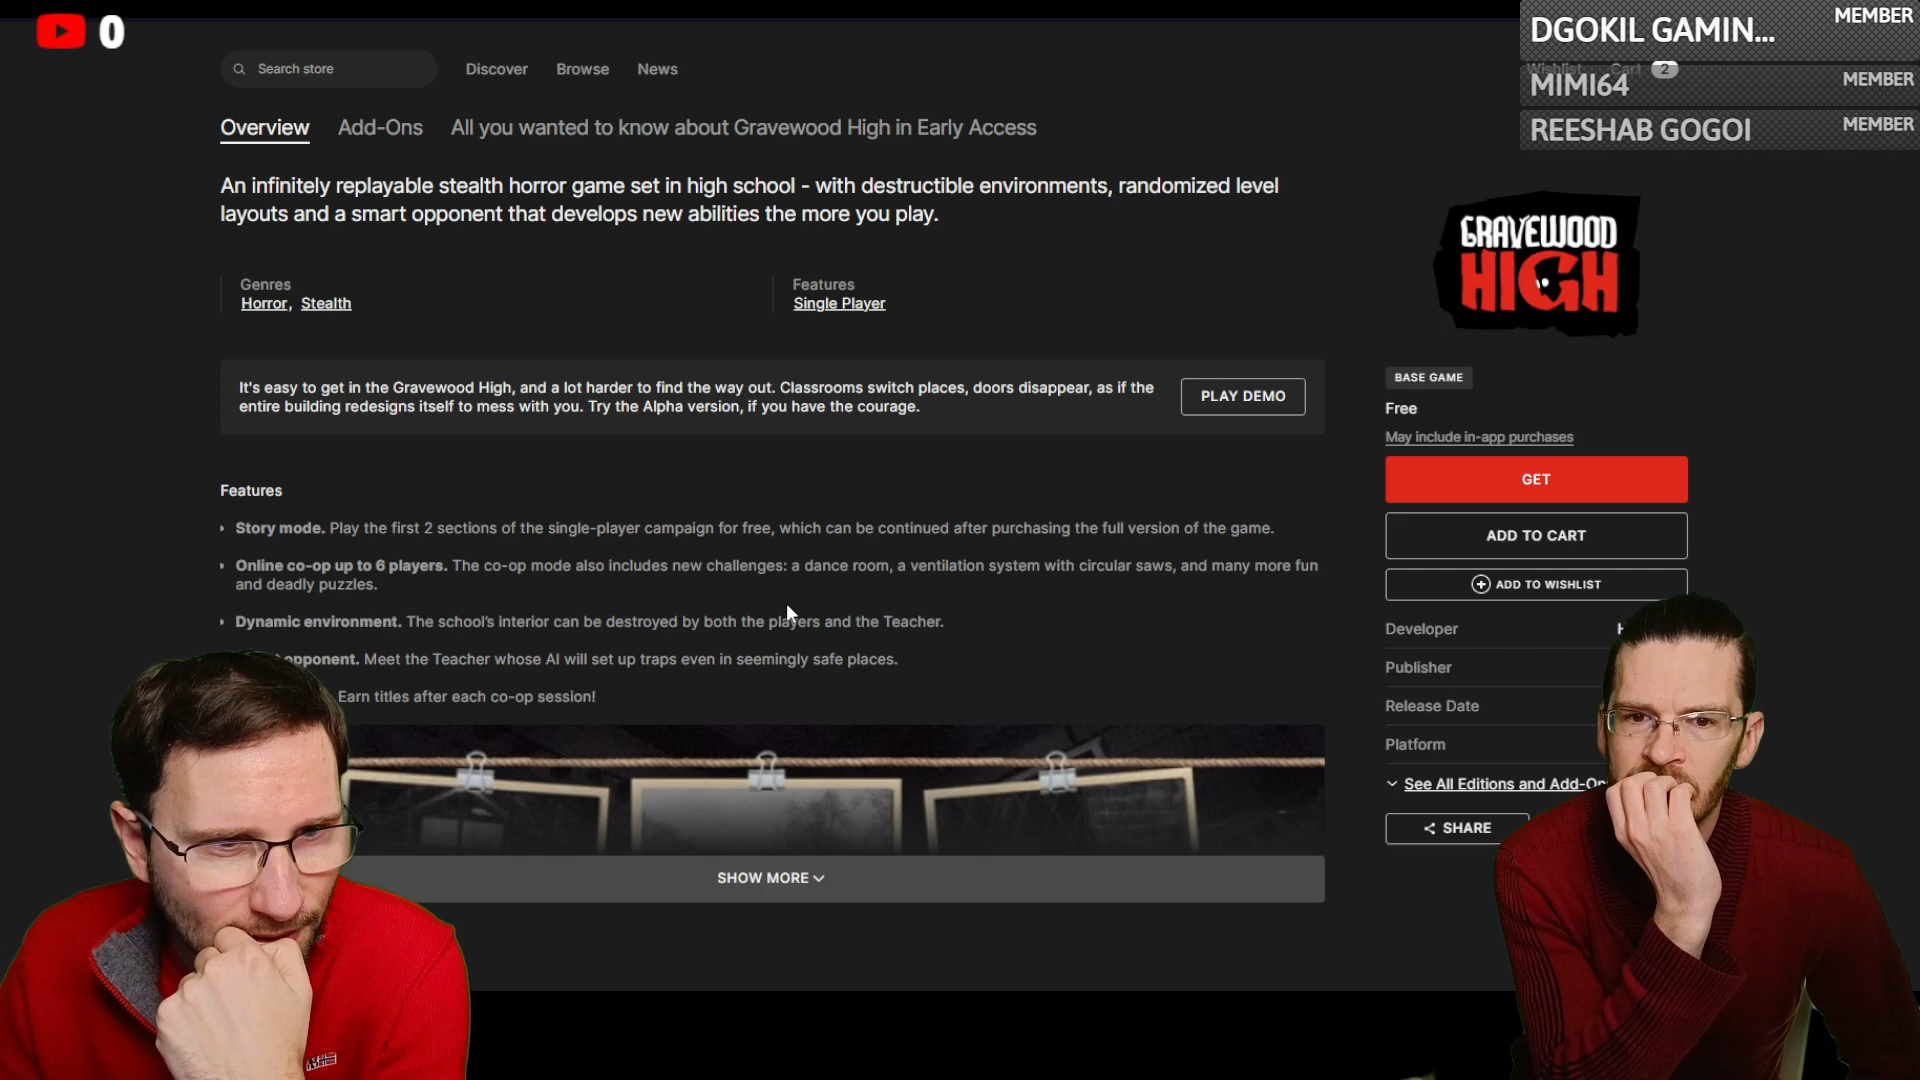 0
DGOKIL GAMIN... MEMBER
MIMI64 MEMBER
REESHAB GOGOI MEMBER
Search store Discover Browse News Wishlist Cart 2
Overview Add-Ons All you wanted to know about Gravewood High in Early Access
An infinitely replayable stealth horror game set in high school - with destructible environments, randomized level
layouts and a smart opponent that develops new abilities the more you play.
Genres
Horror, Stealth
Features
Single Player
It's easy to get in the Gravewood High, and a lot harder to find the way out. Classrooms switch places, doors disappear, as if the
entire building redesigns itself to mess with you. Try the Alpha version, if you have the courage.
PLAY DEMO
Features
Story mode. Play the first 2 sections of the single-player campaign for free, which can be continued after purchasing the full version of the game.
Online co-op up to 6 players. The co-op mode also includes new challenges: a dance room, a ventilation system with circular saws, and many more fun
and deadly puzzles.
Dynamic environment. The school's interior can be destroyed by both the players and the Teacher.
opponent. Meet the Teacher whose AI will set up traps even in seemingly safe places.
Earn titles after each co-op session!
SHOW MORE
GRAVEWOOD
HIGH
BASE GAME
Free
May include in-app purchases
GET
ADD TO CART
ADD TO WISHLIST
Developer
Publisher
Release Date
Platform
See All Editions and Add-On
SHARE